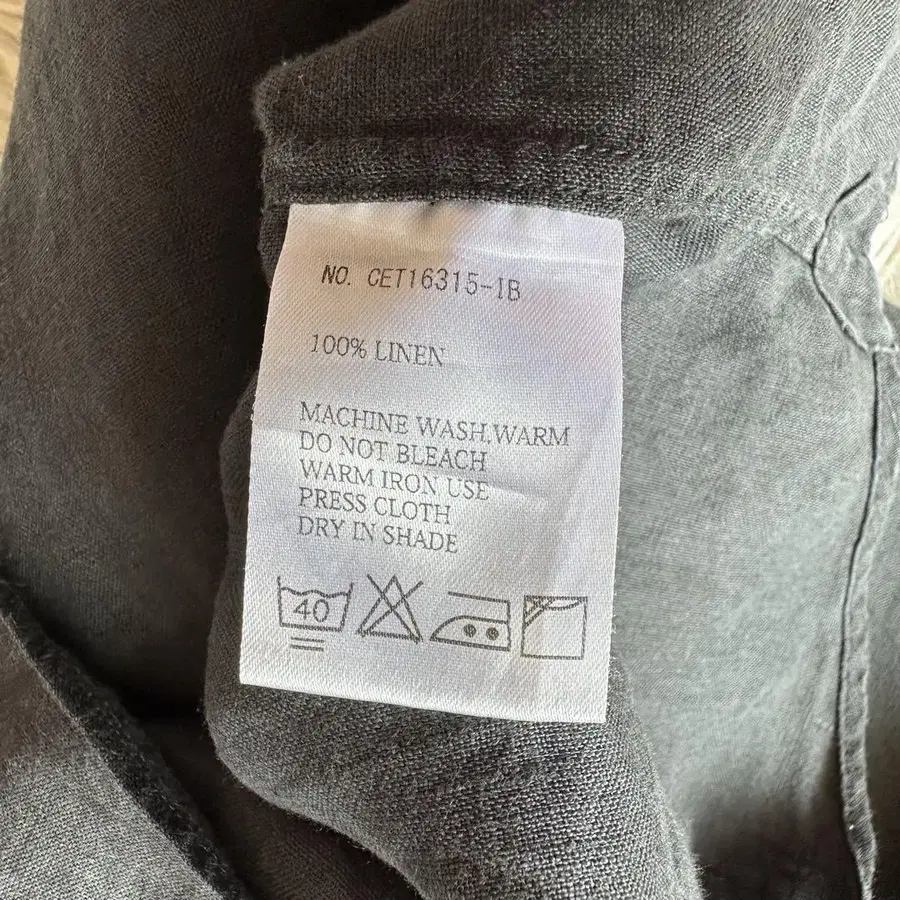 NO. CET16315-IB
100% LINEN
MACHINE WASH,WARM
DO NOT BLEACH
WARM IRON USE
PRESS CLOTH
DRY IN SHADE
40